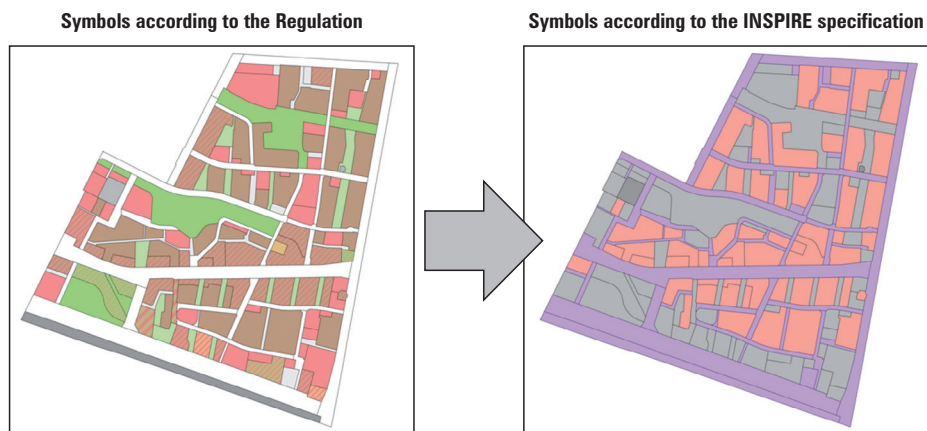 Symbols according to the Regulation
Symbols according to the INSPIRE specification